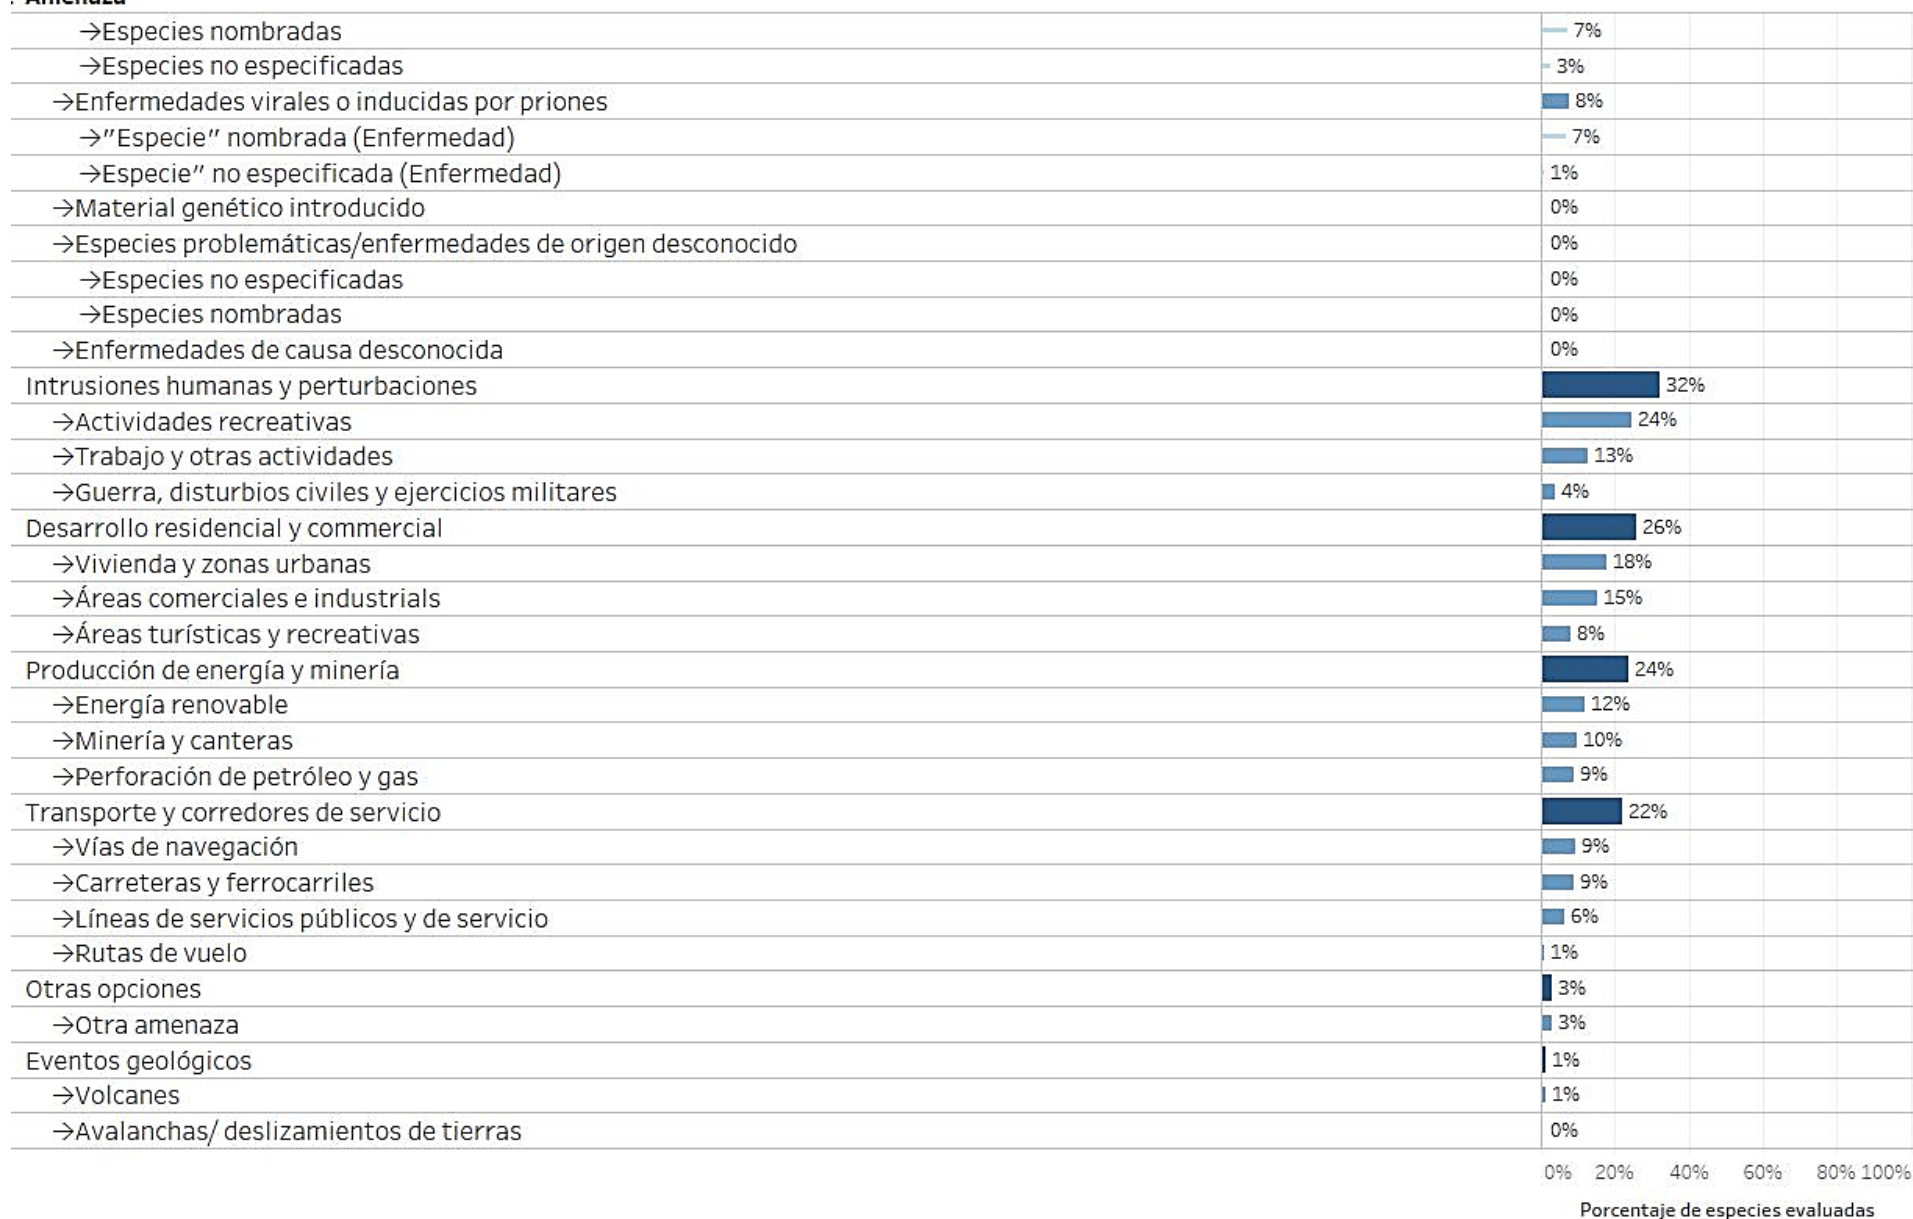 : Amenaza
→Especies nombradas 7%
→Especies no especificadas 3%
→Enfermedades virales o inducidas por priones 8%
→"Especie" nombrada (Enfermedad) 7%
→Especie" no especificada (Enfermedad) 1%
→Material genético introducido 0%
→Especies problemáticas/enfermedades de origen desconocido 0%
→Especies no especificadas 0%
→Especies nombradas 0%
→Enfermedades de causa desconocida 0%
Intrusiones humanas y perturbaciones 32%
→Actividades recreativas 24%
→Trabajo y otras actividades 13%
→Guerra, disturbios civiles y ejercicios militares 4%
Desarrollo residencial y commercial 26%
→Vivienda y zonas urbanas 18%
→Áreas comerciales e industrials 15%
→Áreas turísticas y recreativas 8%
Producción de energía y minería 24%
→Energía renovable 12%
→Minería y canteras 10%
→Perforación de petróleo y gas 9%
Transporte y corredores de servicio 22%
→Vías de navegación 9%
→Carreteras y ferrocarriles 9%
→Líneas de servicios públicos y de servicio 6%
→Rutas de vuelo 1%
Otras opciones 3%
→Otra amenaza 3%
Eventos geológicos 1%
→Volcanes 1%
→Avalanchas/ deslizamientos de tierras 0%
0% 20% 40% 60% 80% 100%
Porcentaje de especies evaluadas